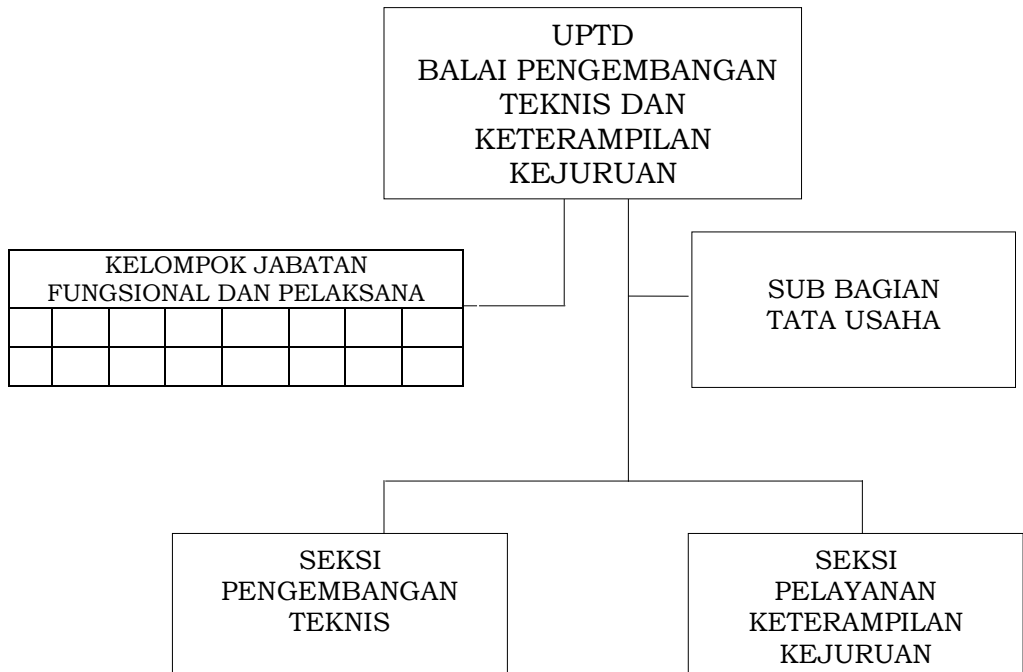 UPTD
BALAI PENGEMBANGAN
TEKNIS DAN
KETERAMPILAN
KEJURUAN
KELOMPOK JABATAN
FUNGSIONAL DAN PELAKSANA
SUB BAGIAN
TATA USAHA
SEKSI
PENGEMBANGAN
TEKNIS
SEKSI
PELAYANAN
KETERAMPILAN
KEJURUAN